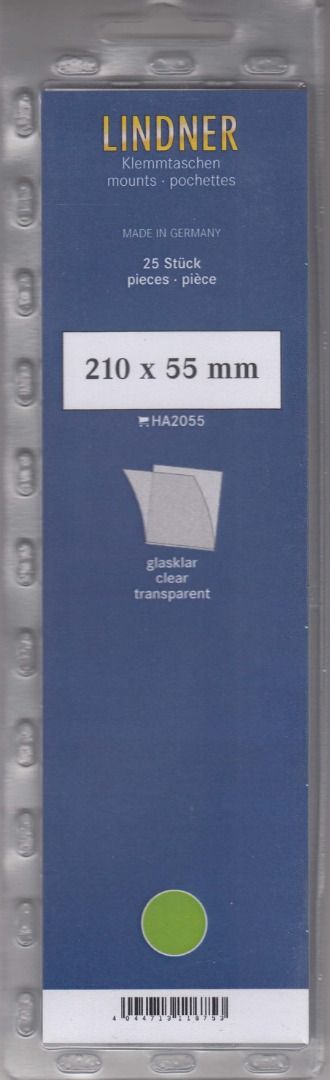 LINDNER
Klemmtaschen
mounts · pochettes
MADE IN GERMANY
25 Stück
pieces · pièce
210 x 55 mm
HA2055
glasklar
clear
transparent